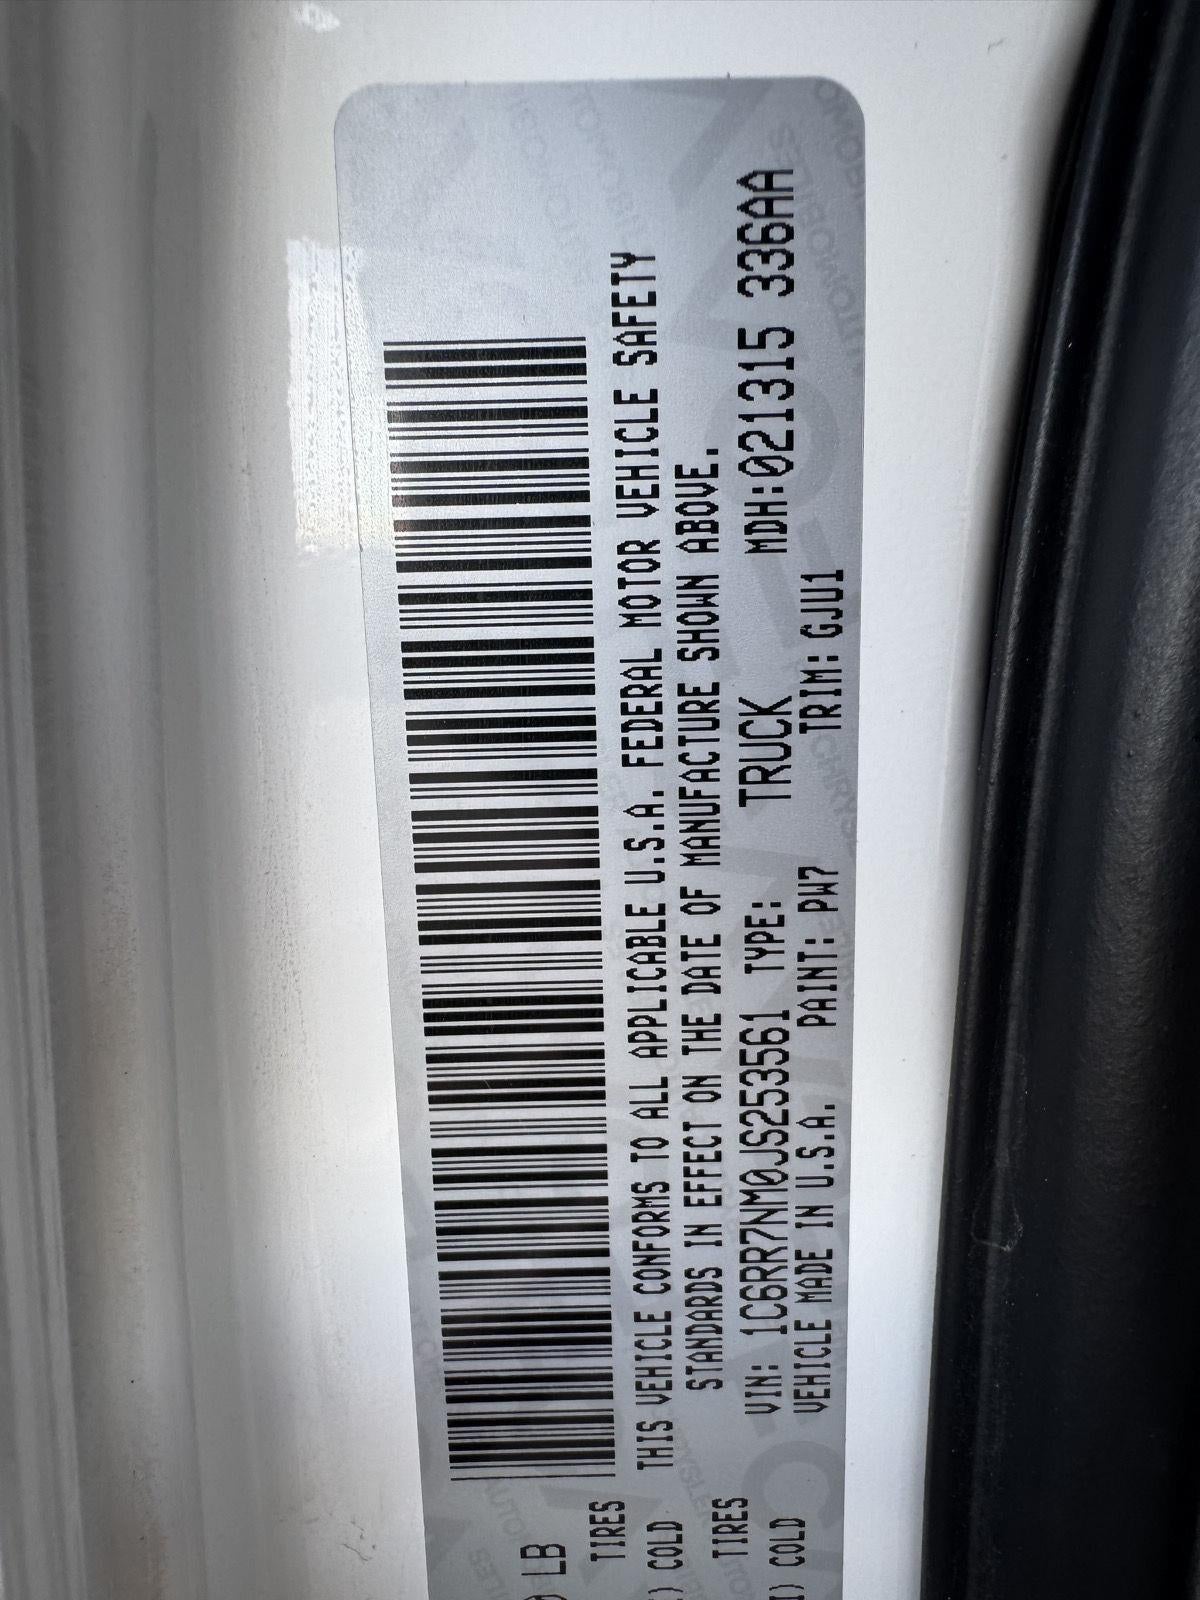 LB
TIRES
) COLD
TIRES
) COLD
THIS VEHICLE CONFORMS TO ALL APPLICABLE U.S.A. FEDERAL MOTOR VEHICLE SAFETY
STANDARDS IN EFFECT ON THE DATE OF MANUFACTURE SHOWN ABOVE.
VIN: 1C6RR7NM0JS253561 TYPE: TRUCK MDH:021315 336AA
VEHICLE MADE IN U.S.A. PAINT: PW7 TRIM: GJU1